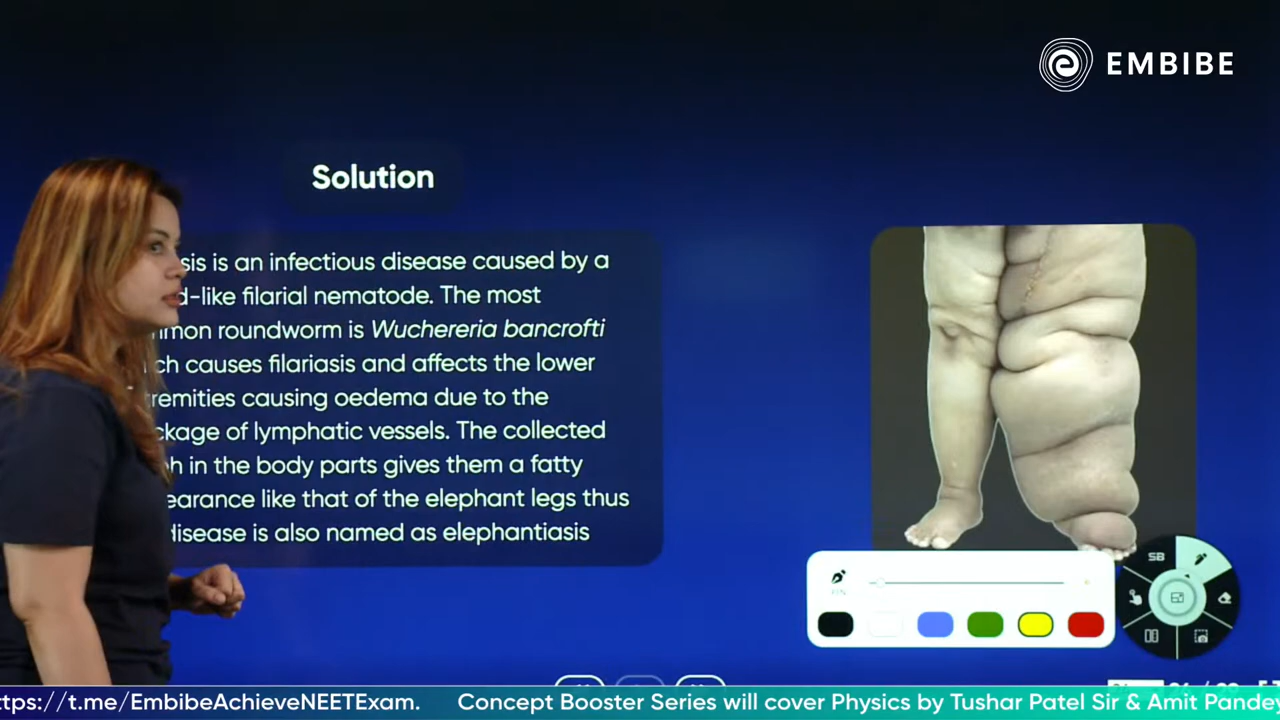 EMBIBE
Solution
sis is an infectious disease caused by a
d-like filarial nematode. The most
mon roundworm is Wuchereria bancrofti
ch causes filariasis and affects the lower
remities causing oedema due to the
ckage of lymphatic vessels. The collected
h in the body parts gives them a fatty
earance like that of the elephant legs thus
disease is also named as elephantiasis
SB
ttps://t.me/EmbibeAchieveNEETExam. Concept Booster Series will cover Physics by Tushar Patel Sir & Amit Pandey